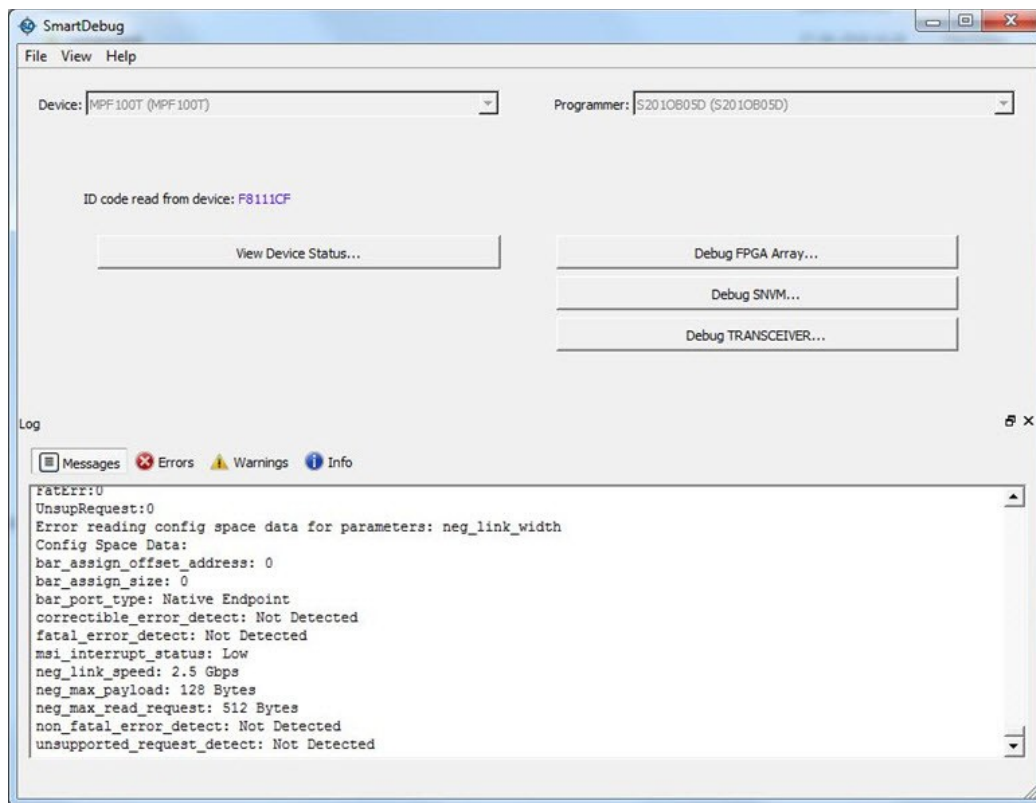 SmartDebug
File View Help
Device: MPF100T (MPF100T) Programmer: S201OB05D (S201OB05D)
ID code read from device: F8111CF
View Device Status... Debug FPGA Array...
Debug SNVM...
Debug TRANSCEIVER...
Log
Messages Errors Warnings Info
FatErr:0
UnsupRequest:0
Error reading config space data for parameters: neg_link_width
Config Space Data:
bar_assign_offset_address: 0
bar_assign_size: 0
bar_port_type: Native Endpoint
correctible_error_detect: Not Detected
fatal_error_detect: Not Detected
msi_interrupt_status: Low
neg_link_speed: 2.5 Gbps
neg_max_payload: 128 Bytes
neg_max_read_request: 512 Bytes
non_fatal_error_detect: Not Detected
unsupported_request_detect: Not Detected